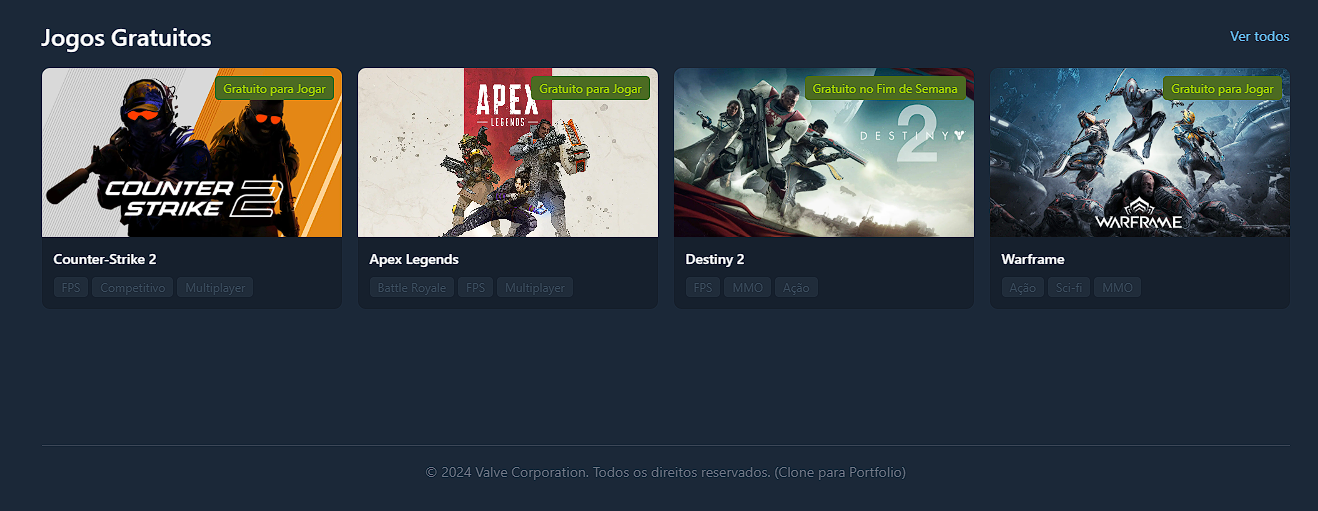 Jogos Gratuitos
Ver todos
Gratuito para Jogar
COUNTER
STRIKE 2
Counter-Strike 2
FPS
Competitivo
Multiplayer
Gratuito para Jogar
APEX
LEGENDS
Apex Legends
Battle Royale
FPS
Multiplayer
Gratuito no Fim de Semana
DESTINY
2
Destiny 2
FPS
MMO
Ação
Gratuito para Jogar
WARFRAME
Warframe
Ação
Sci-fi
MMO
© 2024 Valve Corporation. Todos os direitos reservados. (Clone para Portfolio)